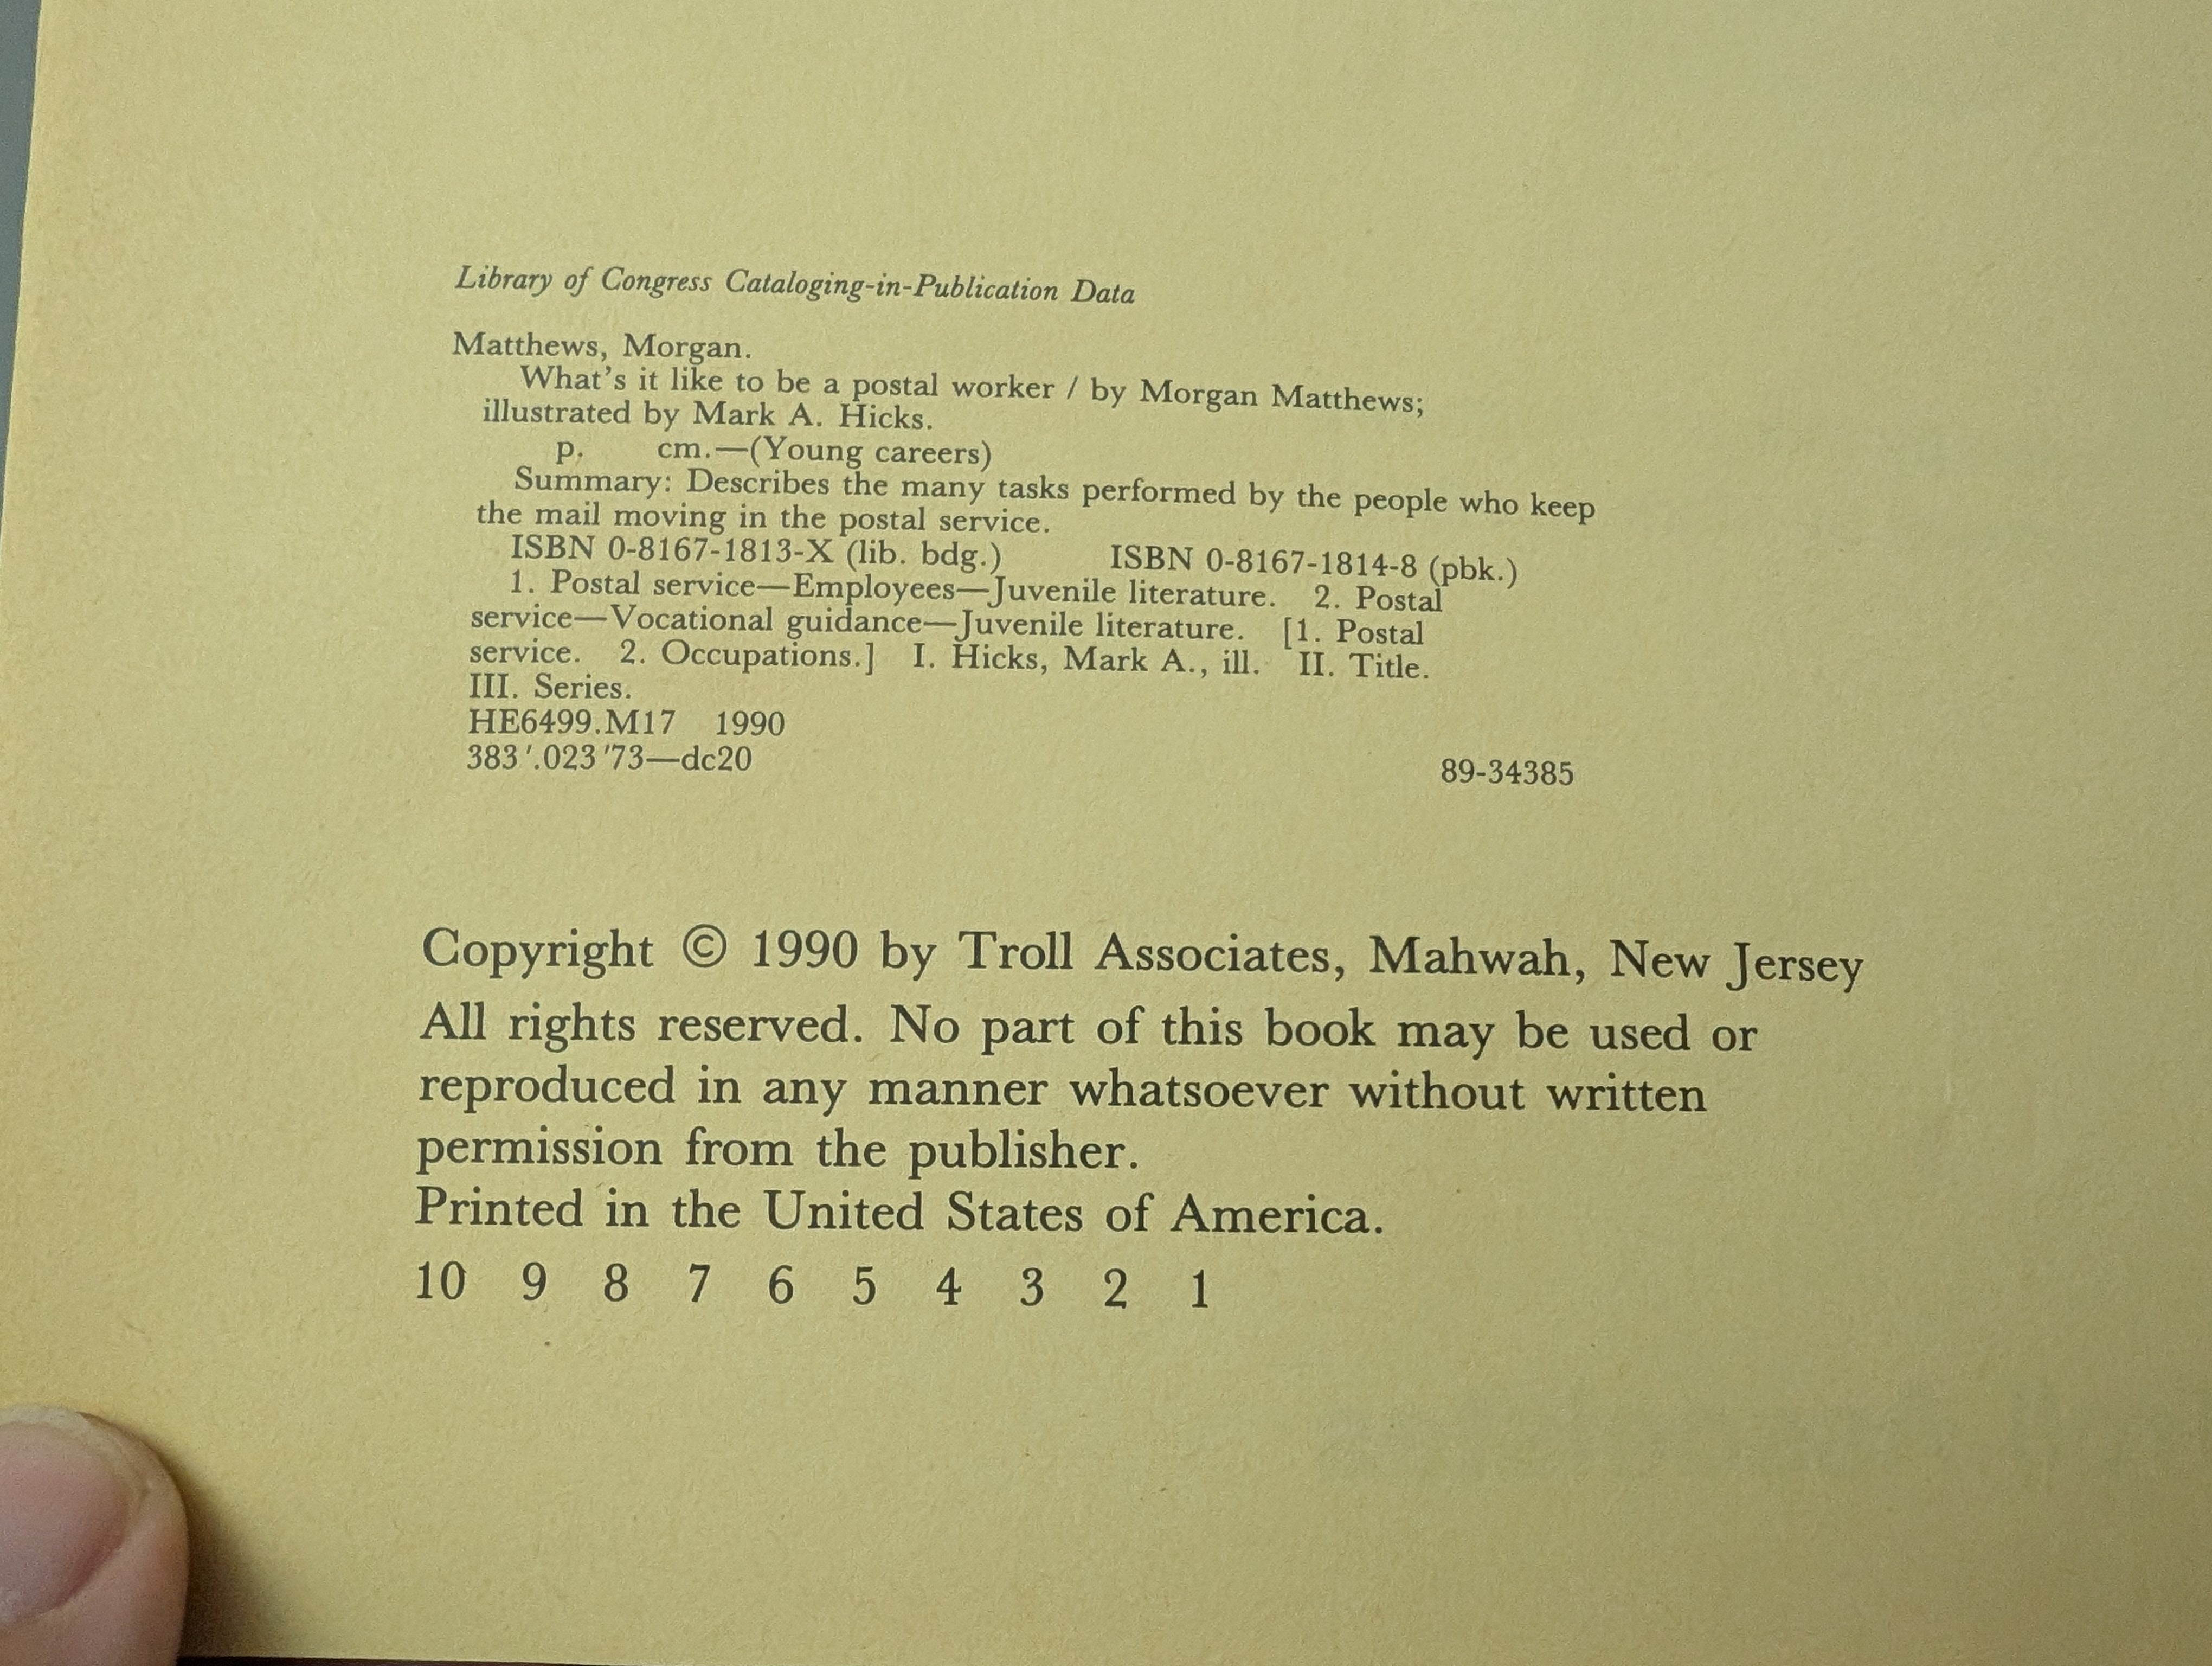 Library of Congress Cataloging-in-Publication Data
Matthews, Morgan.
What's it like to be a postal worker / by Morgan Matthews;
illustrated by Mark A. Hicks.
p. cm.—(Young careers)
Summary: Describes the many tasks performed by the people who keep
the mail moving in the postal service.
ISBN 0-8167-1813-X (lib. bdg.) ISBN 0-8167-1814-8 (pbk.)
1. Postal service—Employees—Juvenile literature. 2. Postal
service—Vocational guidance—Juvenile literature. [1. Postal
service. 2. Occupations.] I. Hicks, Mark A., ill. II. Title.
III. Series.
HE6499.M17 1990
383′.023′73—dc20 89-34385
Copyright © 1990 by Troll Associates, Mahwah, New Jersey
All rights reserved. No part of this book may be used or
reproduced in any manner whatsoever without written
permission from the publisher.
Printed in the United States of America.
10 9 8 7 6 5 4 3 2 1